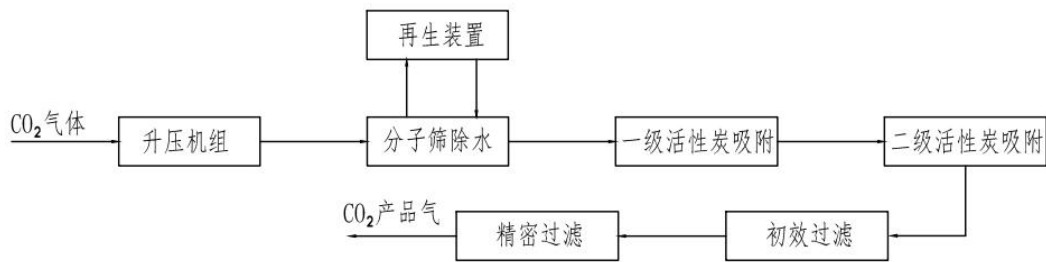 再生装置
CO₂气体
升压机组
分子筛除水
一级活性炭吸附
二级活性炭吸附
CO₂产品气
精密过滤
初效过滤